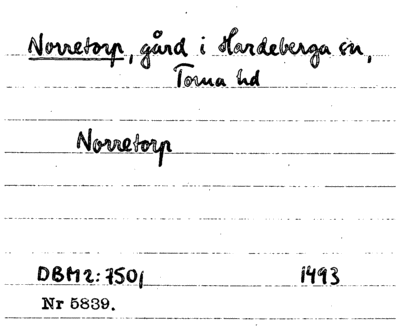 Norretorp, gård i Hardeberga sn,
Torna hd
Norretorp
DBM 2: 750, 1493
Nr 5839.